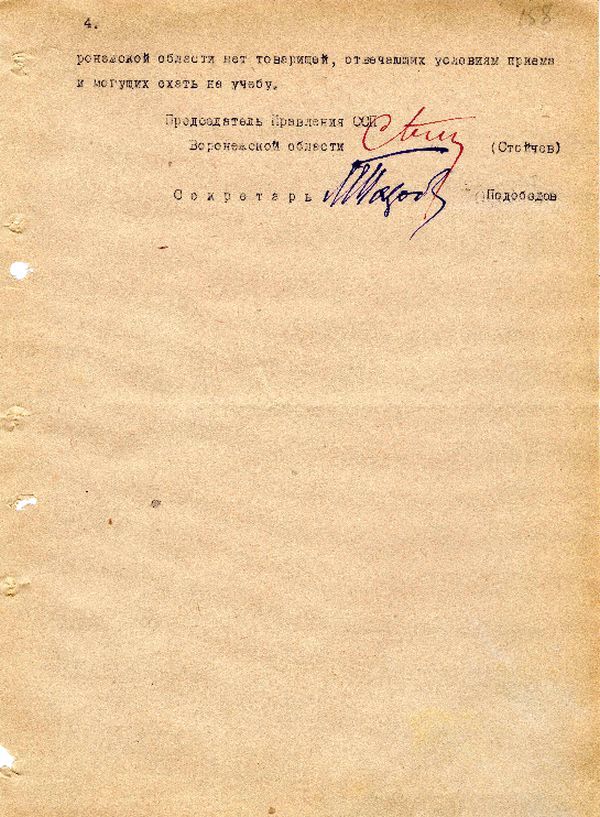 4.
158
ронежской области нет товарищей, отвечающих условиям приема
и могущих ехать на учебу.
Председатель Правления ССП
Воронежской области (Стойчев)
Секретарь Подобедов